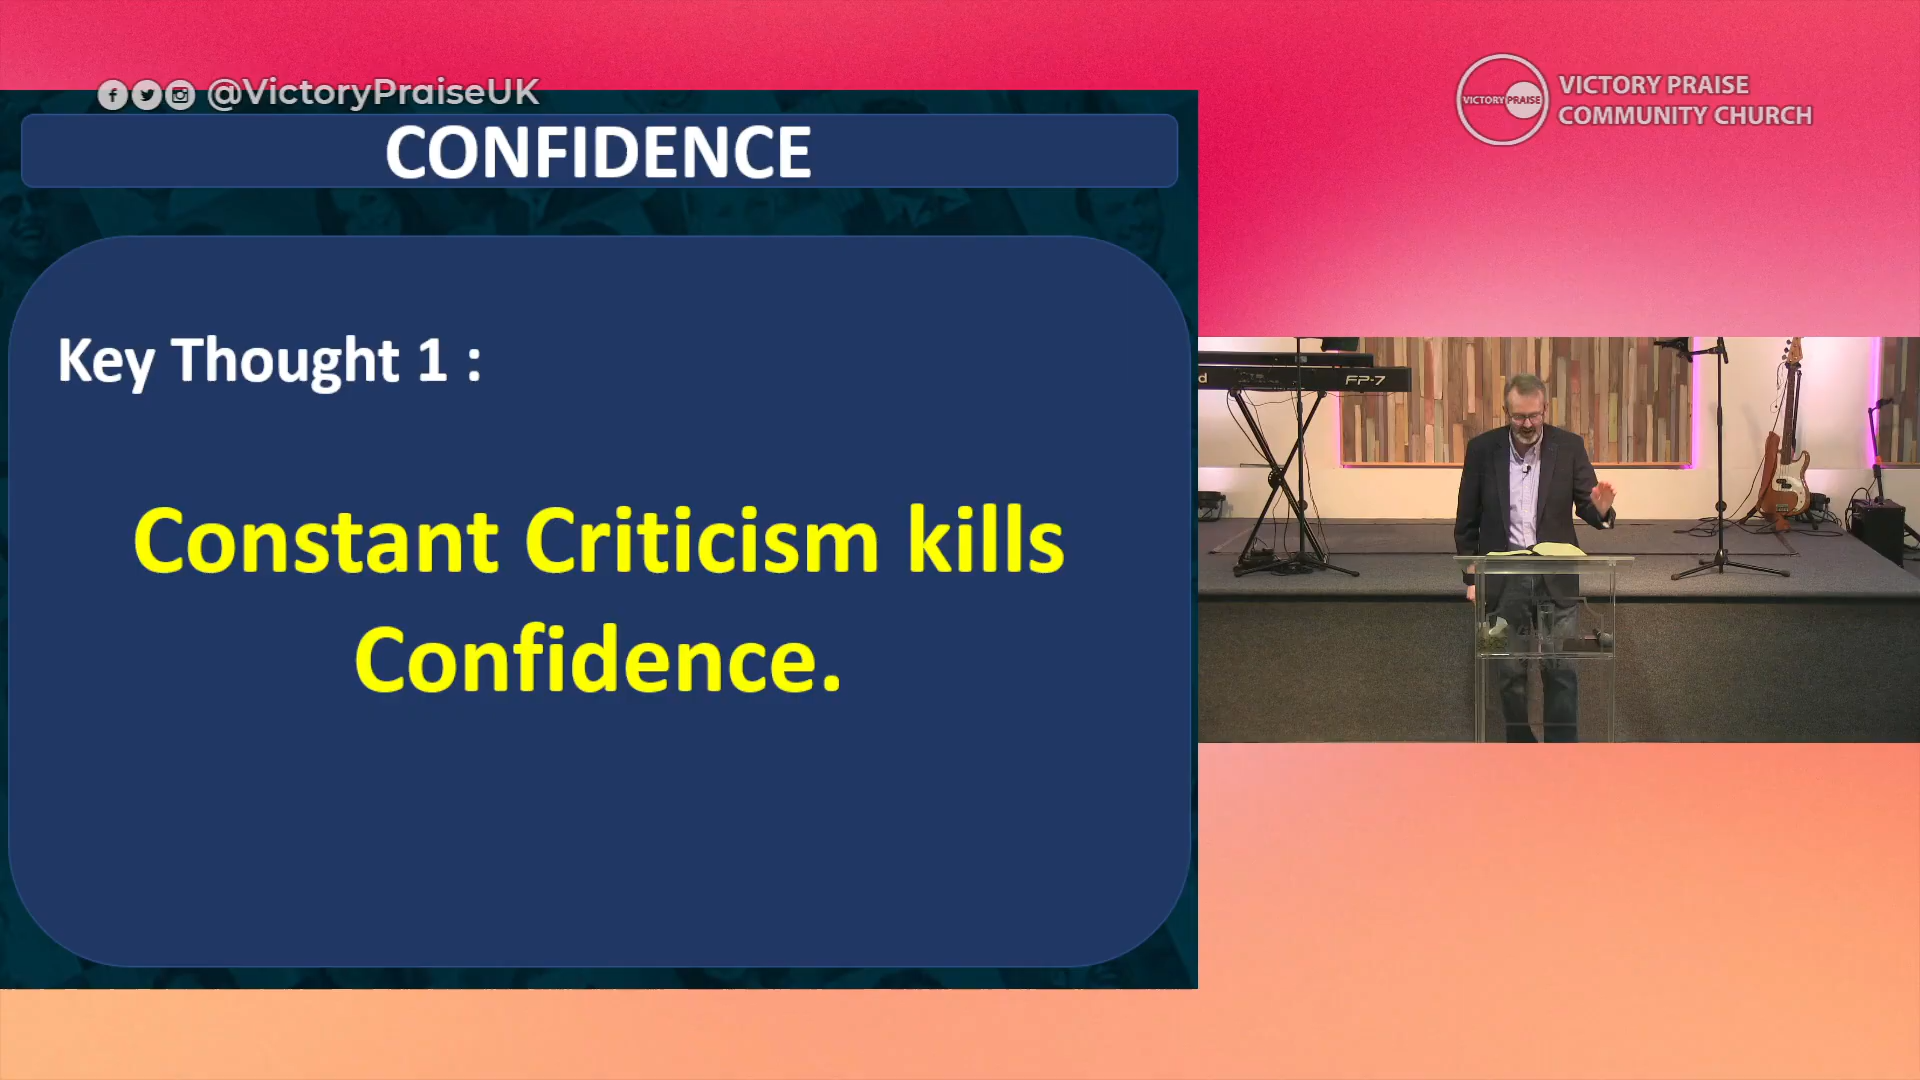 @VictoryPraiseUK
VICTORY PRAISE
VICTORY PRAISE
COMMUNITY CHURCH
CONFIDENCE
Key Thought 1 :
Constant Criticism kills
Confidence.
FP-7